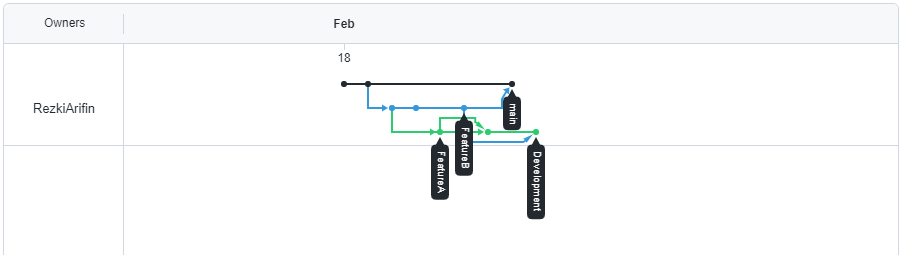 Owners
Feb
18
RezkiArifin
main
FeatureB
FeatureA
Development